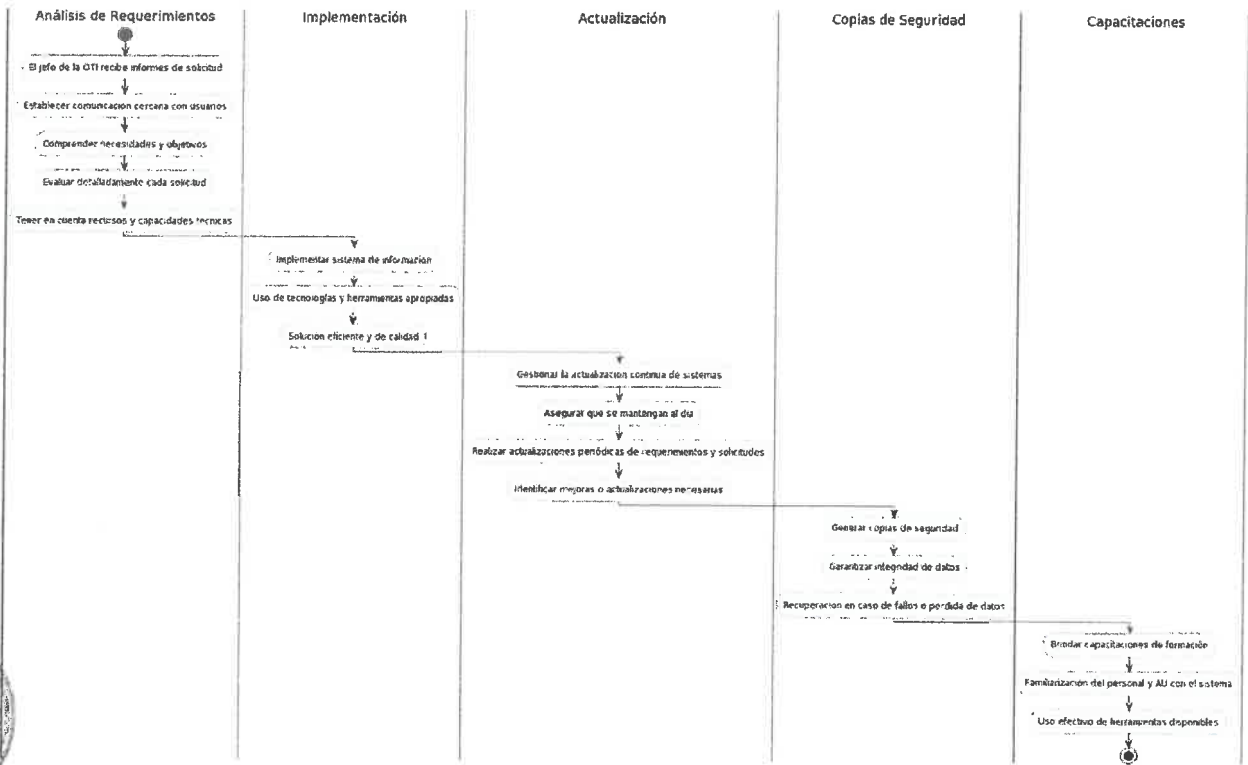 Análisis de Requerimientos
Implementación
Actualización
Copias de Seguridad
Capacitaciones
El jefe de la OTI recibe informes de solicitud
Establecer comunicación cercana con usuarios
Comprender necesidades y objetivos
Evaluar detalladamente cada solicitud
Tener en cuenta recursos y capacidades técnicas
Implementar sistema de información
Uso de tecnologías y herramientas apropiadas
Solución eficiente y de calidad
Gestionar la actualización continua de sistemas
Asegurar que se mantengan al día
Realizar actualizaciones periódicas de requerimientos y solicitudes
Identificar mejoras o actualizaciones necesarias
Generar copias de seguridad
Garantizar integridad de datos
Recuperación en caso de fallos o pérdida de datos
Brindar capacitaciones de formación
Familiarización del personal y AU con el sistema
Uso efectivo de herramientas disponibles